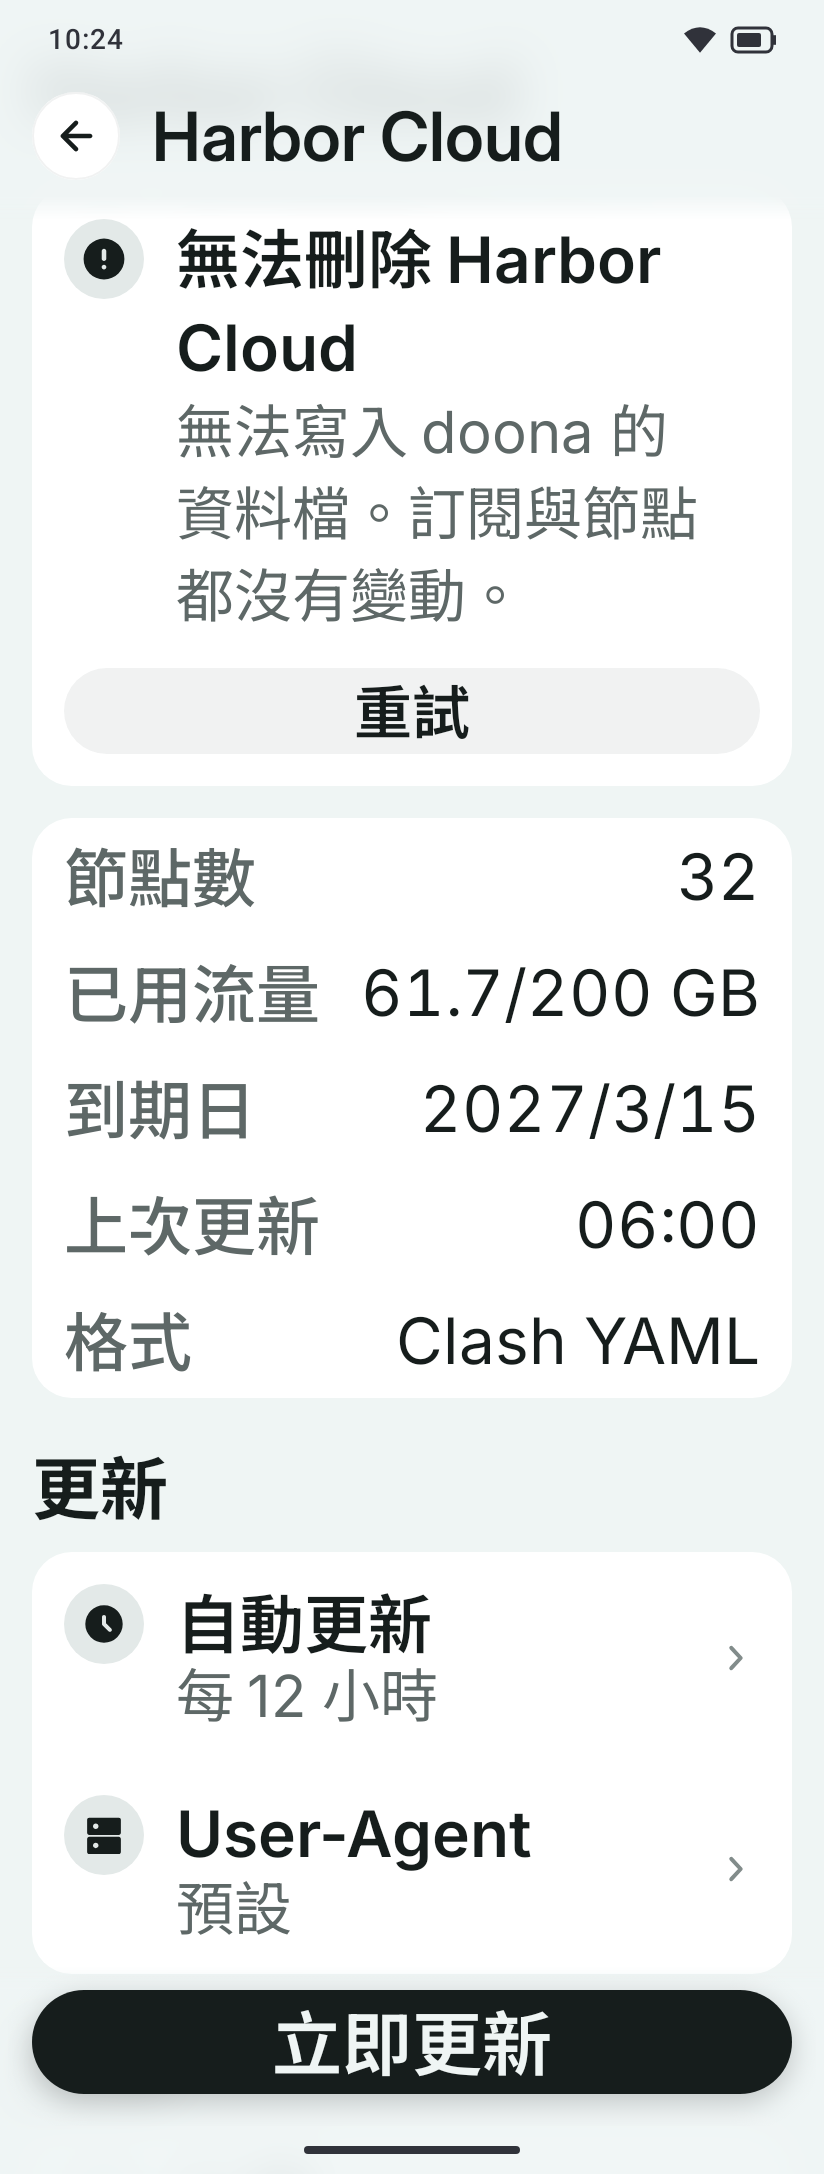 10:24
Harbor Cloud
無法刪除 Harbor
Cloud
無法寫入 doona 的
資料檔。訂閱與節點
都沒有變動。
重試
節點數 32
已用流量 61.7/200 GB
到期日 2027/3/15
上次更新 06:00
格式 Clash YAML
更新
自動更新
每 12 小時
User-Agent
預設
立即更新